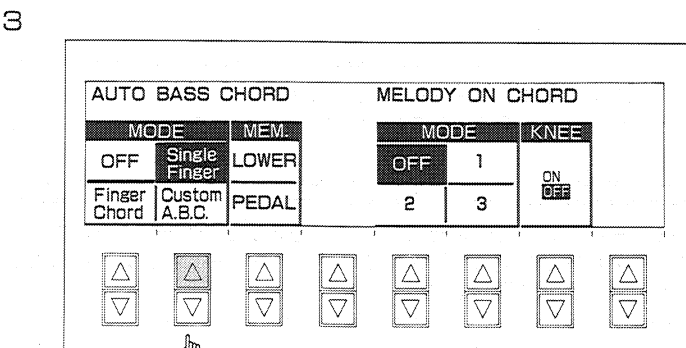 3
AUTO BASS CHORD MELODY ON CHORD
MODE MEM. MODE KNEE
OFF Single Finger LOWER OFF 1 ON OFF
Finger Chord Custom A.B.C. PEDAL 2 3